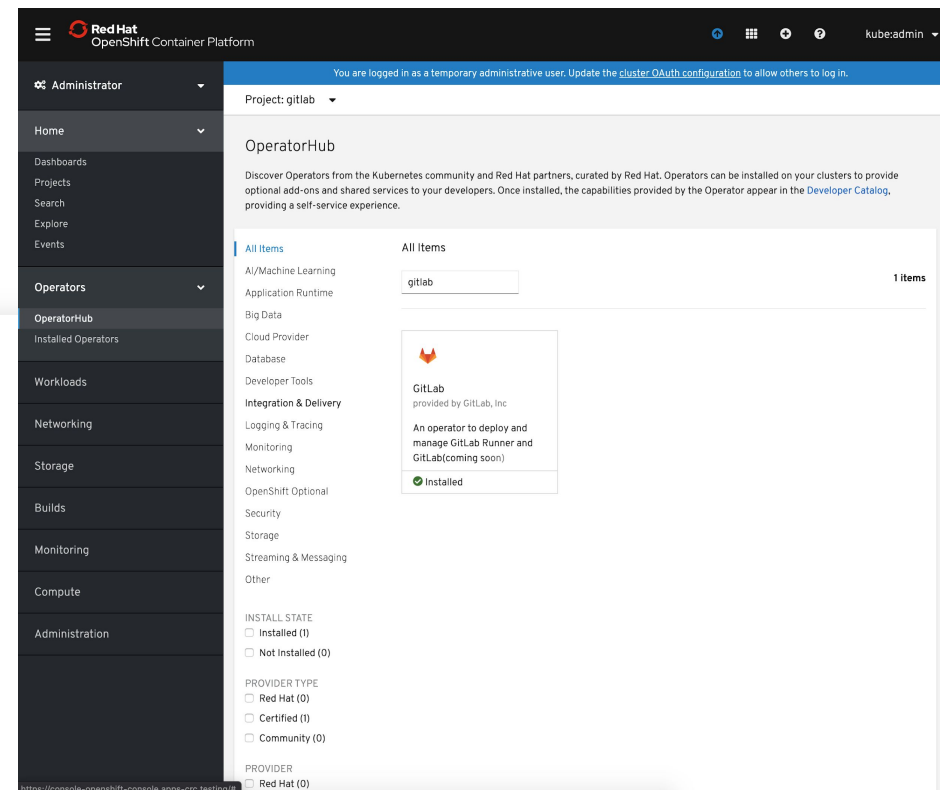 Red Hat
OpenShift Container Platform
kube:admin
You are logged in as a temporary administrative user. Update the cluster OAuth configuration to allow others to log in.
Administrator
Project: gitlab
Home
Dashboards
Projects
Search
Explore
Events
Operators
OperatorHub
Installed Operators
Workloads
Networking
Storage
Builds
Monitoring
Compute
Administration
OperatorHub
Discover Operators from the Kubernetes community and Red Hat partners, curated by Red Hat. Operators can be installed on your clusters to provide
optional add-ons and shared services to your developers. Once installed, the capabilities provided by the Operator appear in the Developer Catalog,
providing a self-service experience.
All Items
AI/Machine Learning
Application Runtime
Big Data
Cloud Provider
Database
Developer Tools
Integration & Delivery
Logging & Tracing
Monitoring
Networking
OpenShift Optional
Security
Storage
Streaming & Messaging
Other
INSTALL STATE
Installed (1)
Not Installed (0)
PROVIDER TYPE
Red Hat (0)
Certified (1)
Community (0)
PROVIDER
Red Hat (0)
All Items
gitlab
1 items
GitLab
provided by GitLab, Inc
An operator to deploy and
manage GitLab Runner and
GitLab(coming soon)
Installed
https://console-openshift-console.apps-crc.testing/#